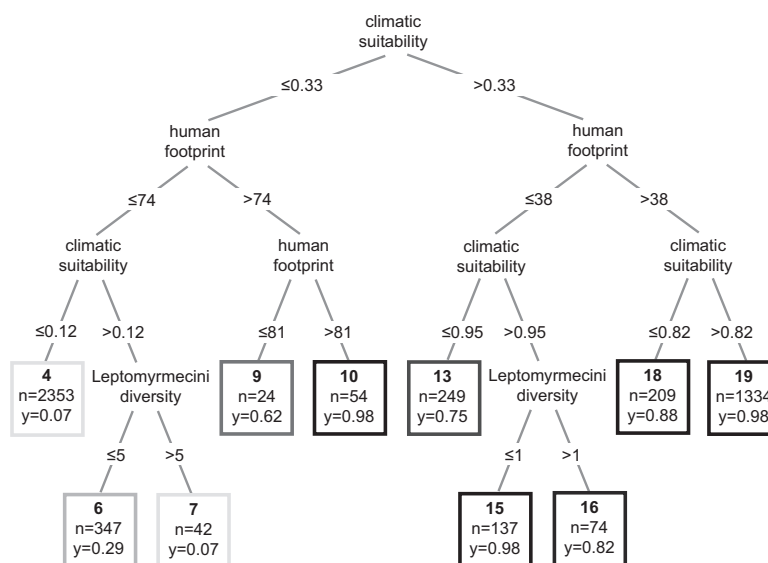 climatic
suitability
≤0.33
>0.33
human
footprint
human
footprint
≤74
>74
≤38
>38
climatic
suitability
human
footprint
climatic
suitability
climatic
suitability
≤0.12
>0.12
≤81
>81
≤0.95
>0.95
≤0.82
>0.82
4
n=2353
y=0.07
Leptomyrmecini
diversity
9
n=24
y=0.62
10
n=54
y=0.98
13
n=249
y=0.75
Leptomyrmecini
diversity
18
n=209
y=0.88
19
n=1334
y=0.98
≤5
>5
≤1
>1
6
n=347
y=0.29
7
n=42
y=0.07
15
n=137
y=0.98
16
n=74
y=0.82